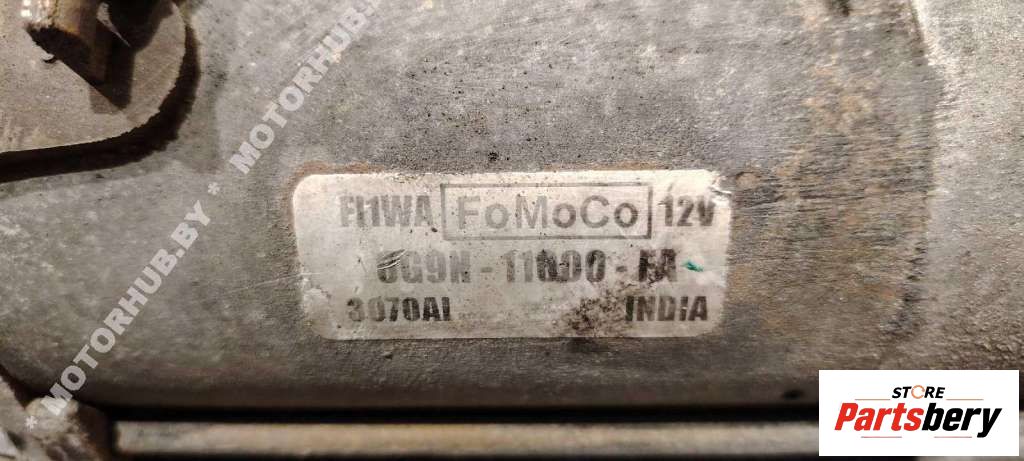 * MOTORHUB.BY * MOTORHUB.BY *
FoMoCo 12V
3070AI INDIA
STORE
Partsbery